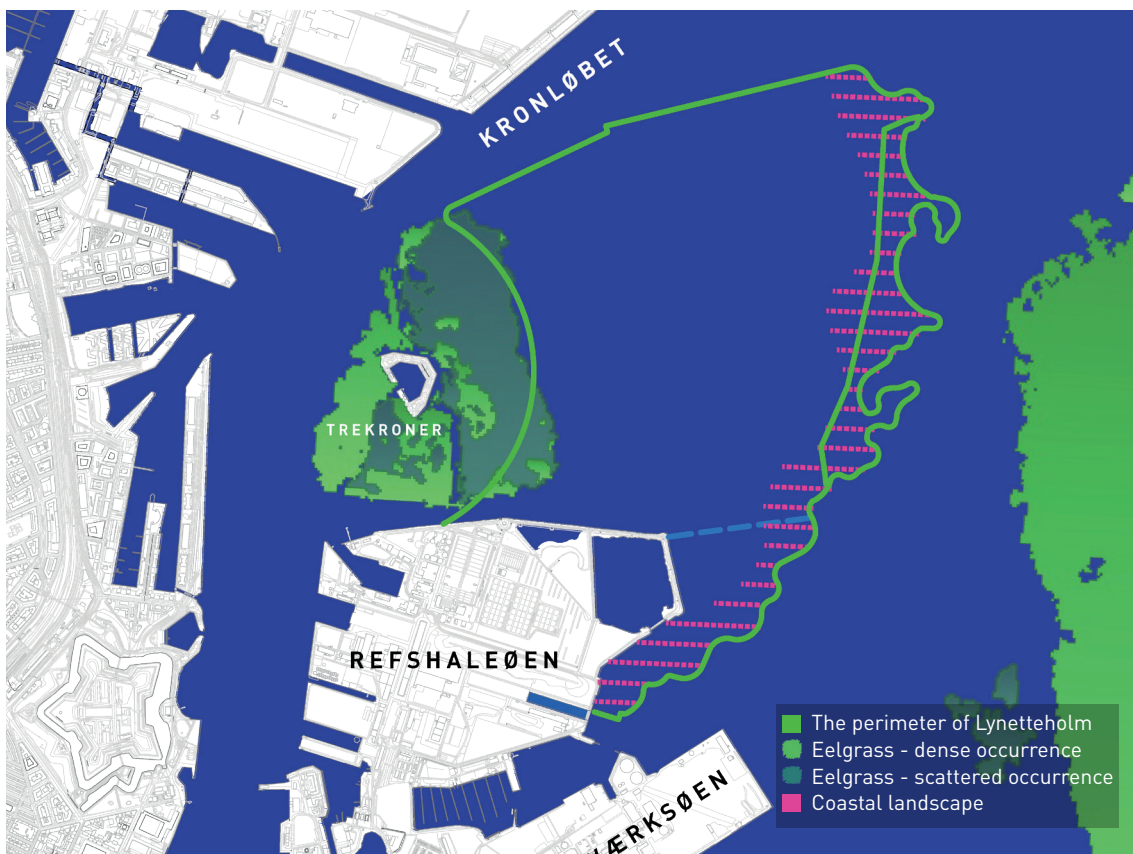 KRONLØBET
TREKRONER
REFSHALEØEN
ÆRKSØEN
The perimeter of Lynetteholm
Eelgrass - dense occurrence
Eelgrass - scattered occurrence
Coastal landscape